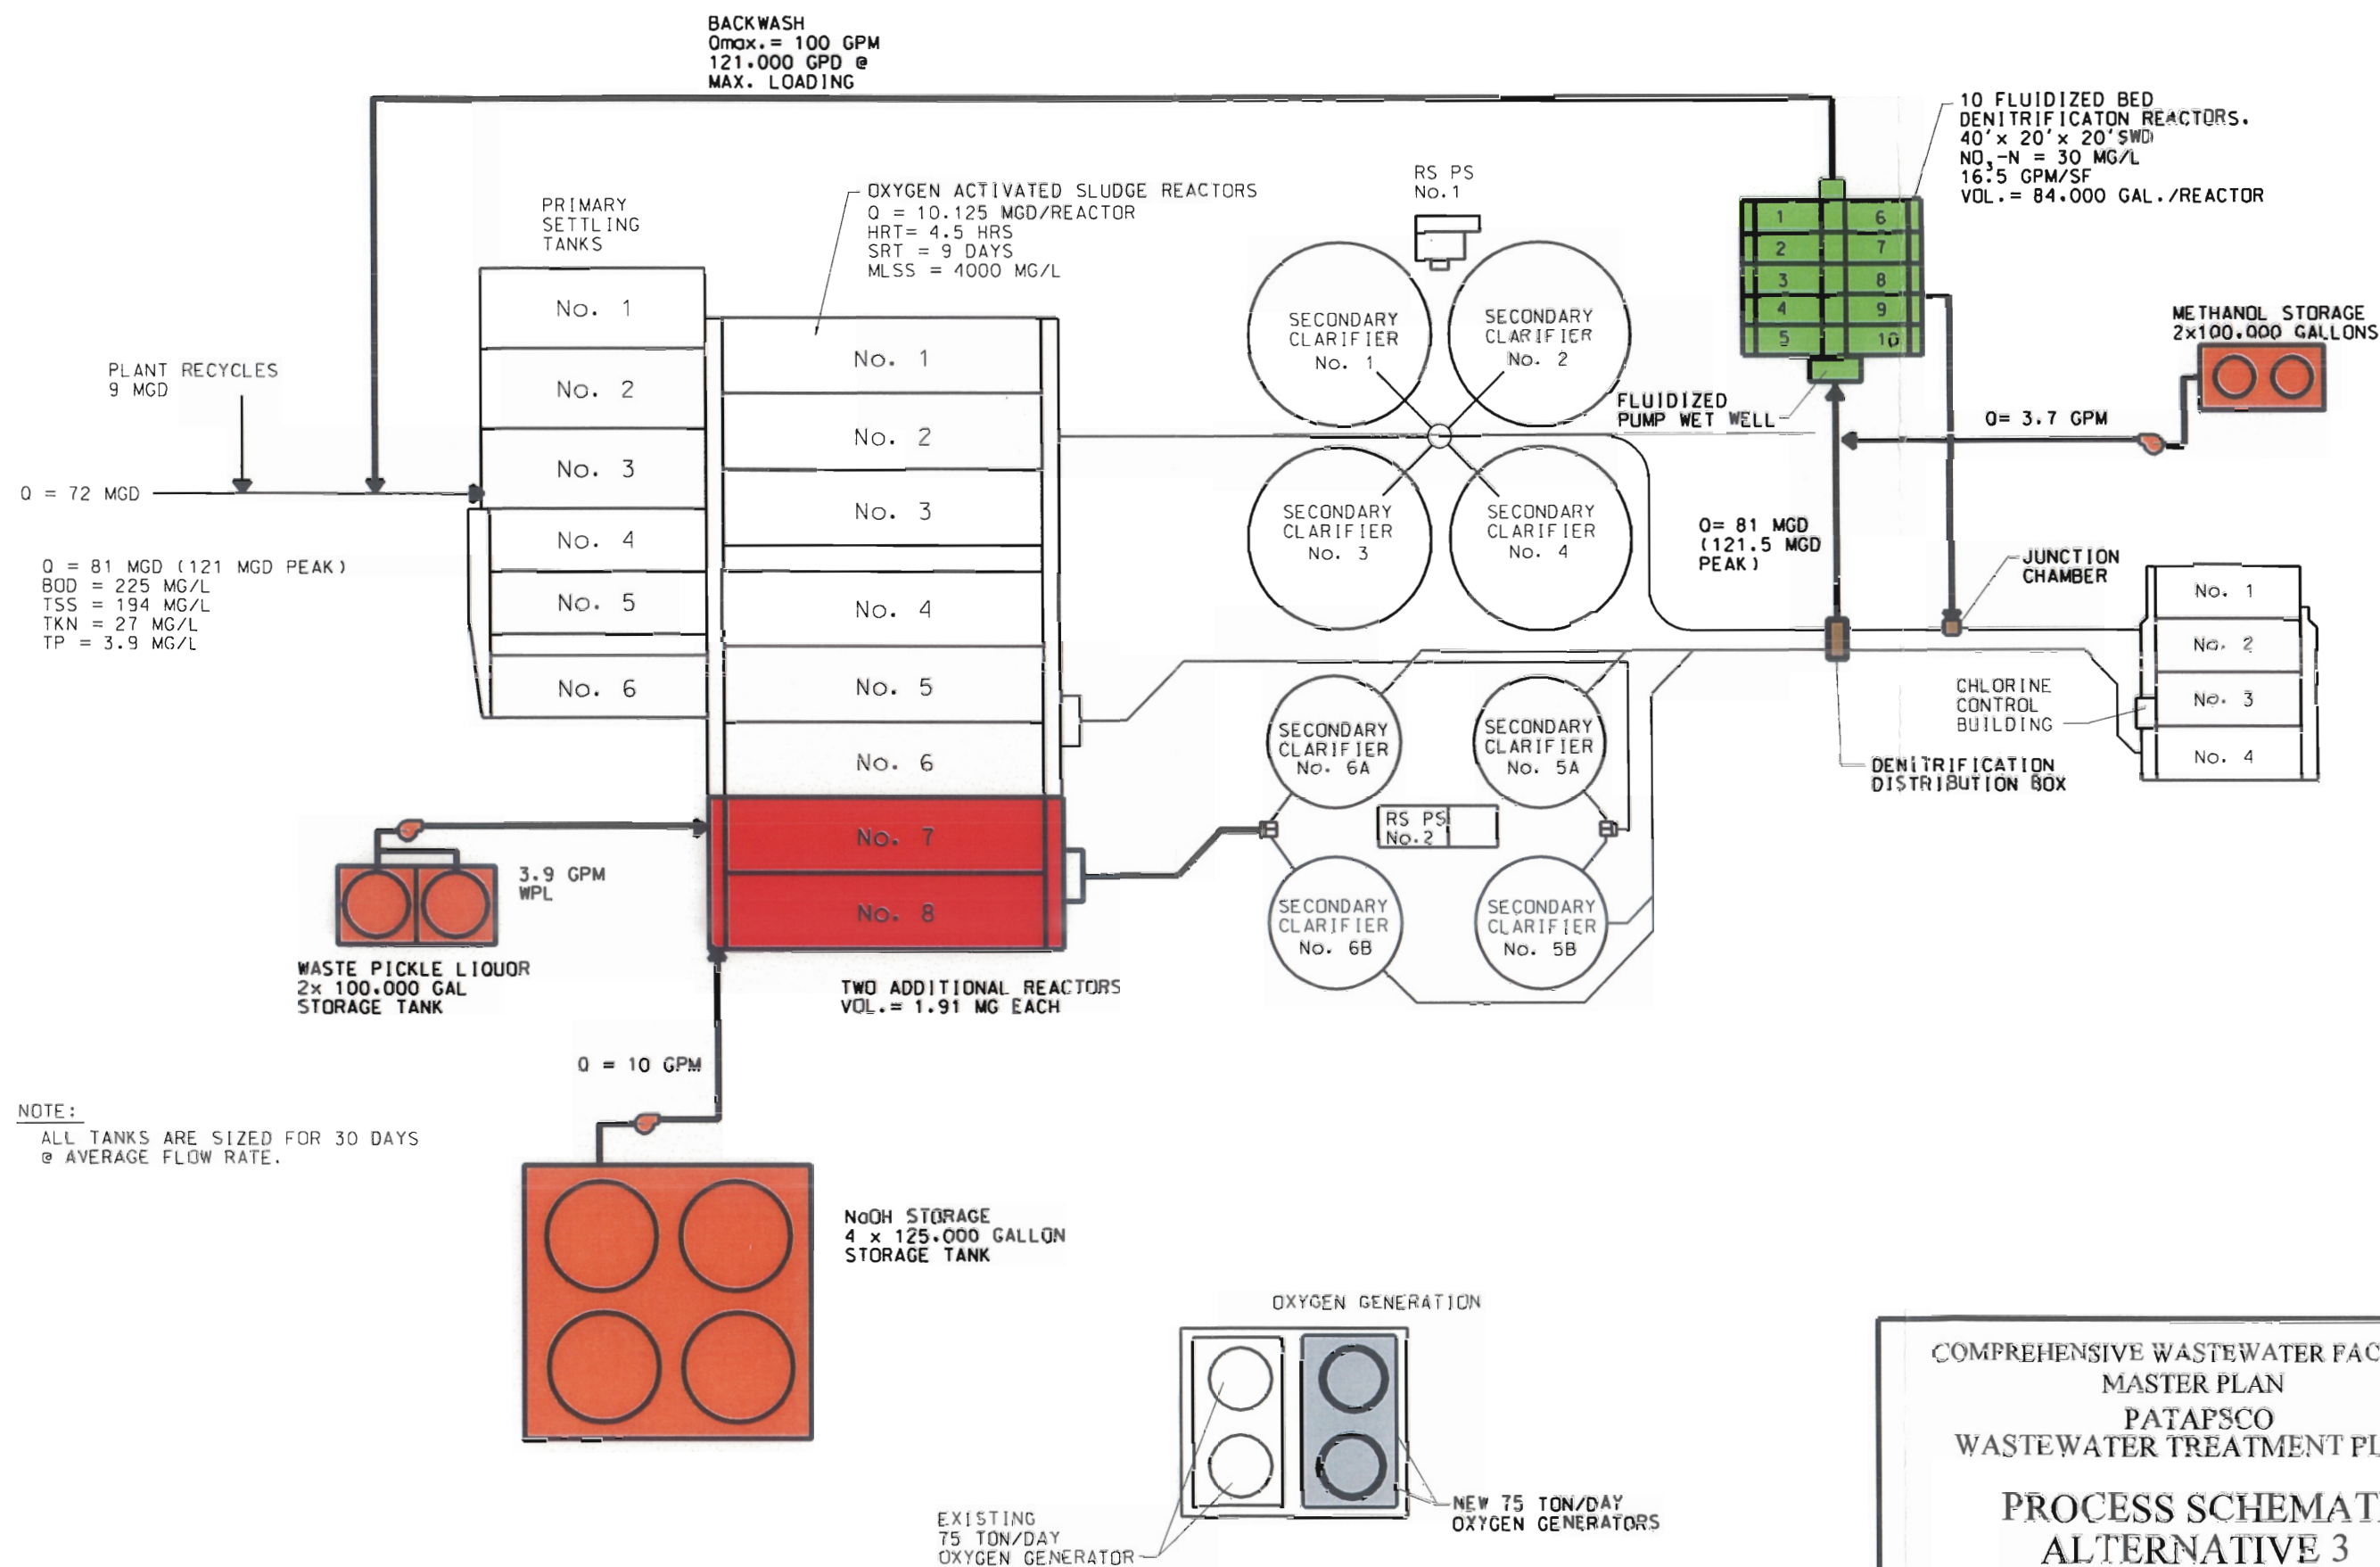 BACKWASH
Qmax.= 100 GPM
121.000 GPD @
MAX. LOADING
10 FLUIDIZED BED
DENITRIFICATON REACTORS.
40'x 20'x 20'SWD
NO₃-N = 30 MG/L
16.5 GPM/SF
VOL.= 84.000 GAL./REACTOR
RS PS
No.1
OXYGEN ACTIVATED SLUDGE REACTORS
Q = 10.125 MGD/REACTOR
HRT= 4.5 HRS
SRT = 9 DAYS
MLSS = 4000 MG/L
PRIMARY
SETTLING
TANKS
No. 1
No. 2
No. 3
No. 4
No. 5
No. 6
No. 1
No. 2
No. 3
No. 4
No. 5
No. 6
No. 7
No. 8
SECONDARY
CLARIFIER
No. 1
SECONDARY
CLARIFIER
No. 2
SECONDARY
CLARIFIER
No. 3
SECONDARY
CLARIFIER
No. 4
1 6
2 7
3 8
4 9
5 10
METHANOL STORAGE
2x100.000 GALLONS
FLUIDIZED
PUMP WET WELL
Q= 3.7 GPM
PLANT RECYCLES
9 MGD
Q = 72 MGD
Q = 81 MGD (121 MGD PEAK)
BOD = 225 MG/L
TSS = 194 MG/L
TKN = 27 MG/L
TP = 3.9 MG/L
Q= 81 MGD
(121.5 MGD
PEAK)
JUNCTION
CHAMBER
No. 1
No. 2
No. 3
No. 4
CHLORINE
CONTROL
BUILDING
DENITRIFICATION
DISTRIBUTION BOX
SECONDARY
CLARIFIER
No. 6A
SECONDARY
CLARIFIER
No. 5A
RS PS
No.2
SECONDARY
CLARIFIER
No. 6B
SECONDARY
CLARIFIER
No. 5B
3.9 GPM
WPL
WASTE PICKLE LIQUOR
2x 100.000 GAL
STORAGE TANK
TWO ADDITIONAL REACTORS
VOL.= 1.91 MG EACH
Q = 10 GPM
NOTE:
ALL TANKS ARE SIZED FOR 30 DAYS
@ AVERAGE FLOW RATE.
NaOH STORAGE
4 x 125.000 GALLON
STORAGE TANK
OXYGEN GENERATION
EXISTING
75 TON/DAY
OXYGEN GENERATOR
NEW 75 TON/DAY
OXYGEN GENERATORS
COMPREHENSIVE WASTEWATER FAC
MASTER PLAN
PATAPSCO
WASTEWATER TREATMENT PL
PROCESS SCHEMAT
ALTERNATIVE 3